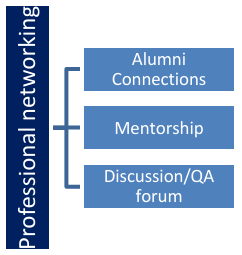 Professional networking
Alumni
Connections
Mentorship
Discussion/QA
forum